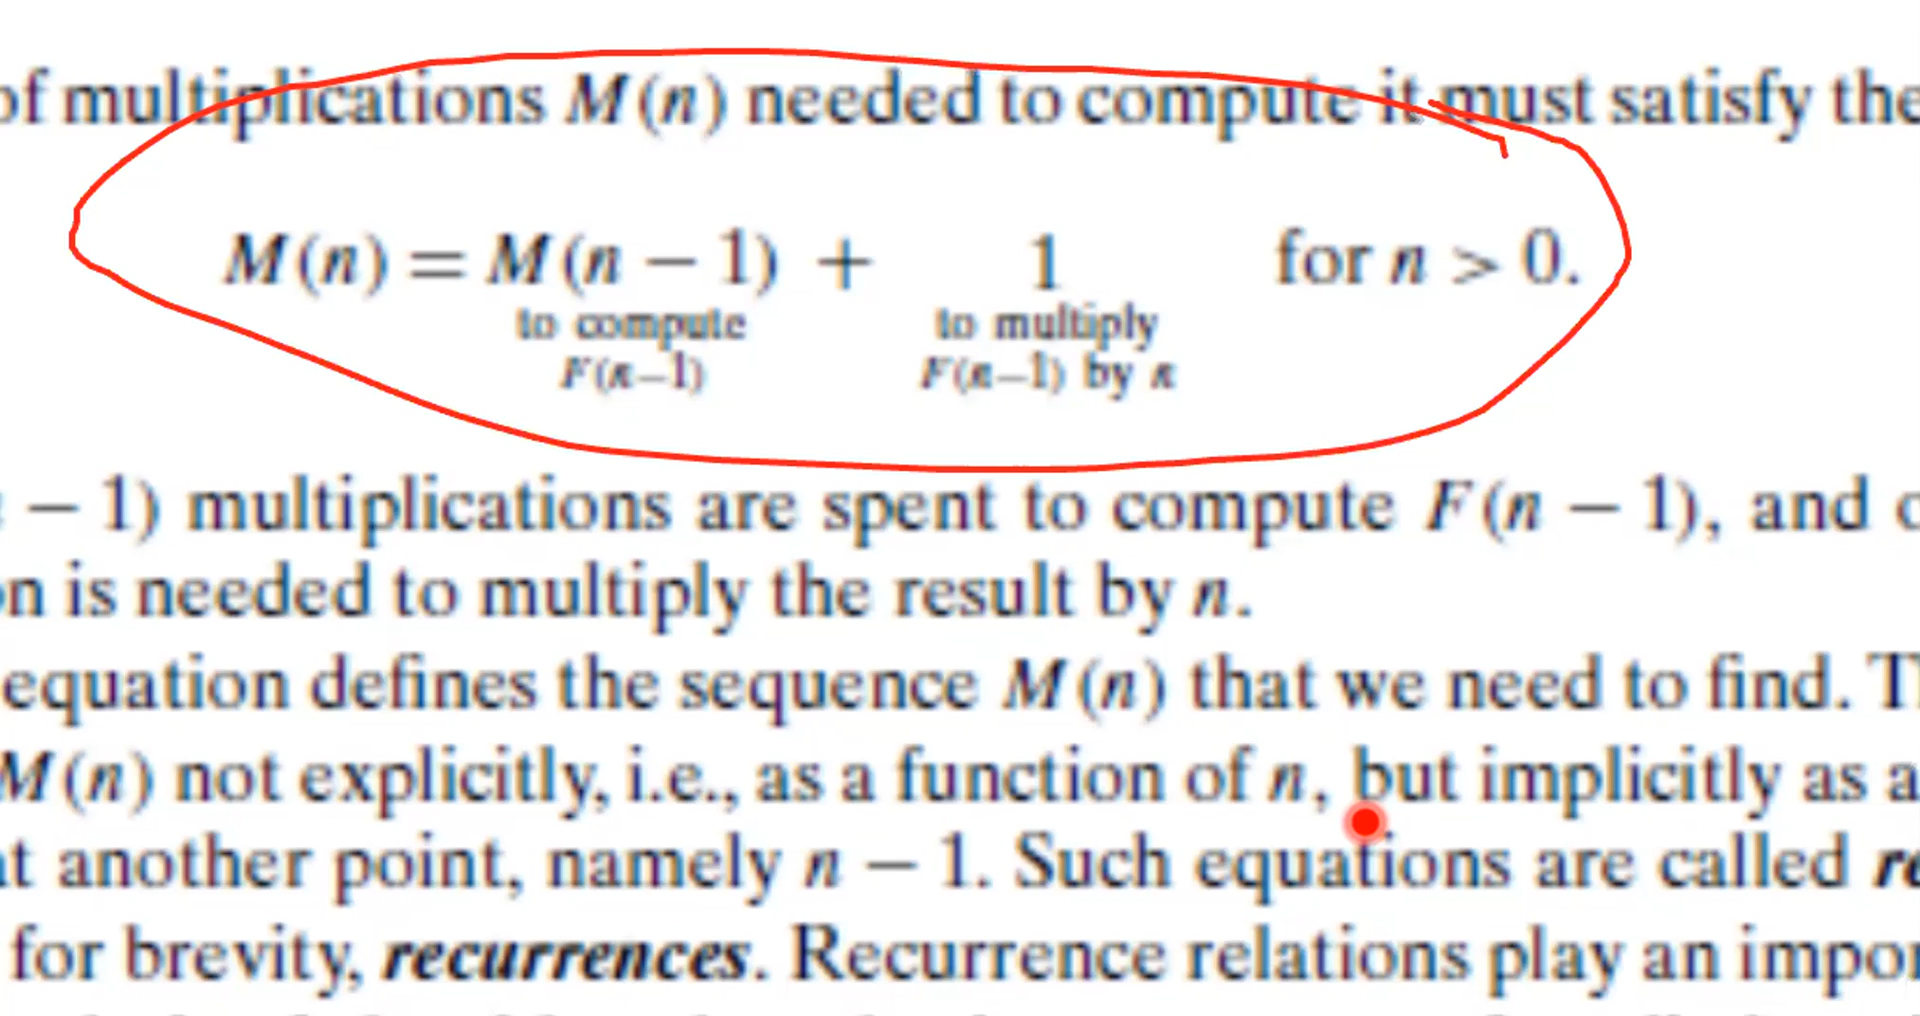 of multiplications M(n) needed to compute it must satisfy the
M(n) = M(n − 1) + 1 for n > 0.
to compute to multiply
F(n−1) F(n−1) by n
− 1) multiplications are spent to compute F(n − 1), and
is needed to multiply the result by n.
equation defines the sequence M(n) that we need to find.
M(n) not explicitly, i.e., as a function of n, but implicitly as a
another point, namely n − 1. Such equations are called
for brevity, recurrences. Recurrence relations play an